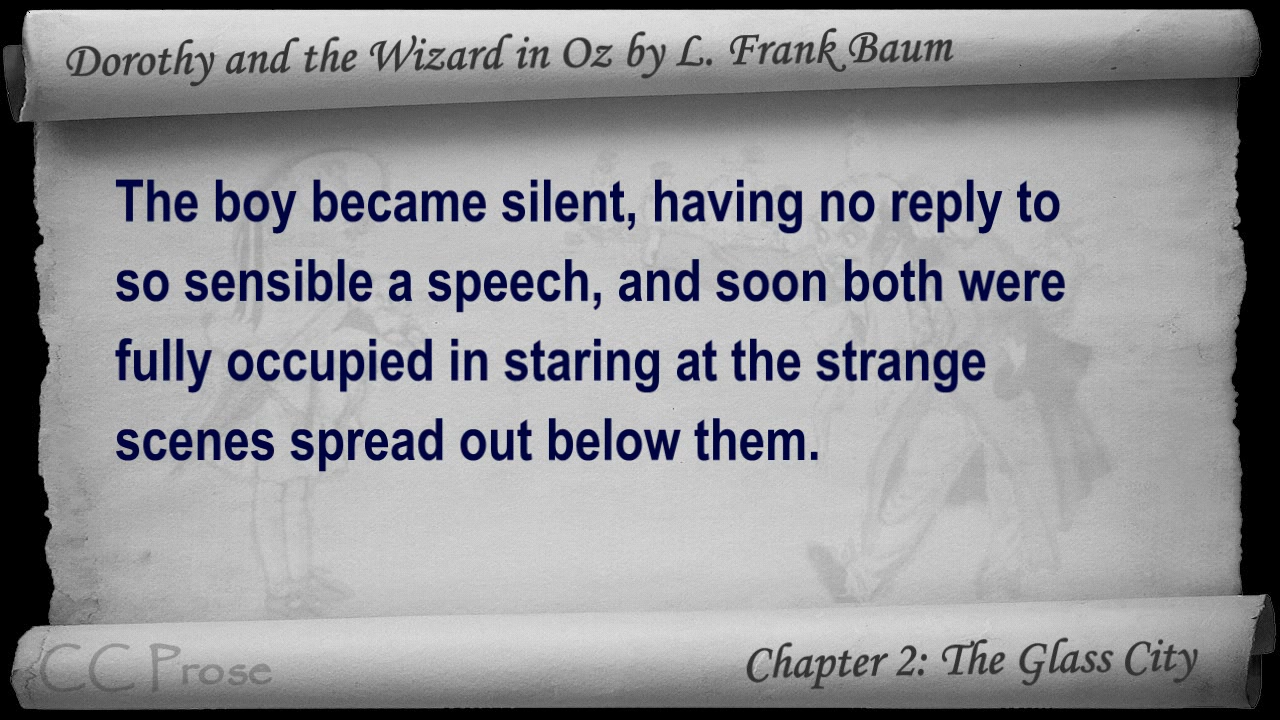 Dorothy and the Wizard in Oz by L. Frank Baum
The boy became silent, having no reply to
so sensible a speech, and soon both were
fully occupied in staring at the strange
scenes spread out below them.
CC Prose
Chapter 2: The Glass City